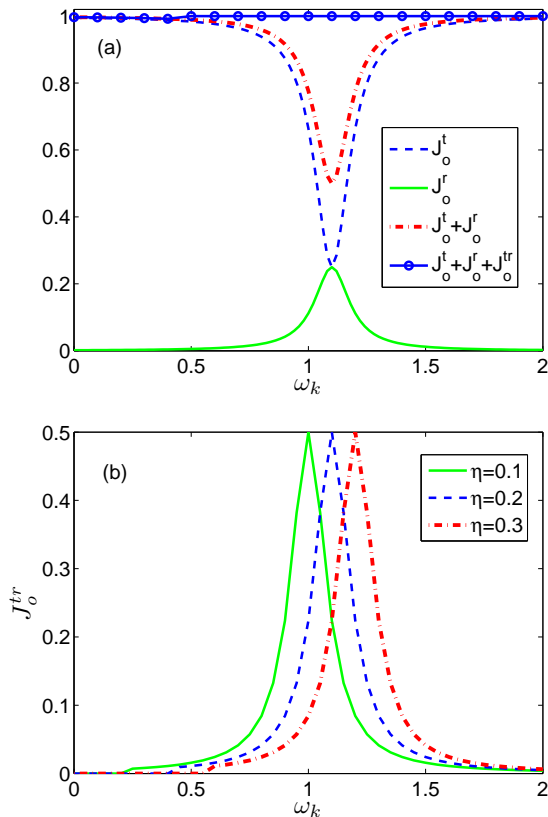 1
0.8
0.6
0.4
0.2
0
(a)
J_o^t
J_o^r
J_o^t+J_o^r
J_o^t+J_o^r+J_o^tr
0 0.5 1 1.5 2
ω_k
0.5
0.4
0.3
0.2
0.1
0
J_o^tr
(b)
η=0.1
η=0.2
η=0.3
0 0.5 1 1.5 2
ω_k